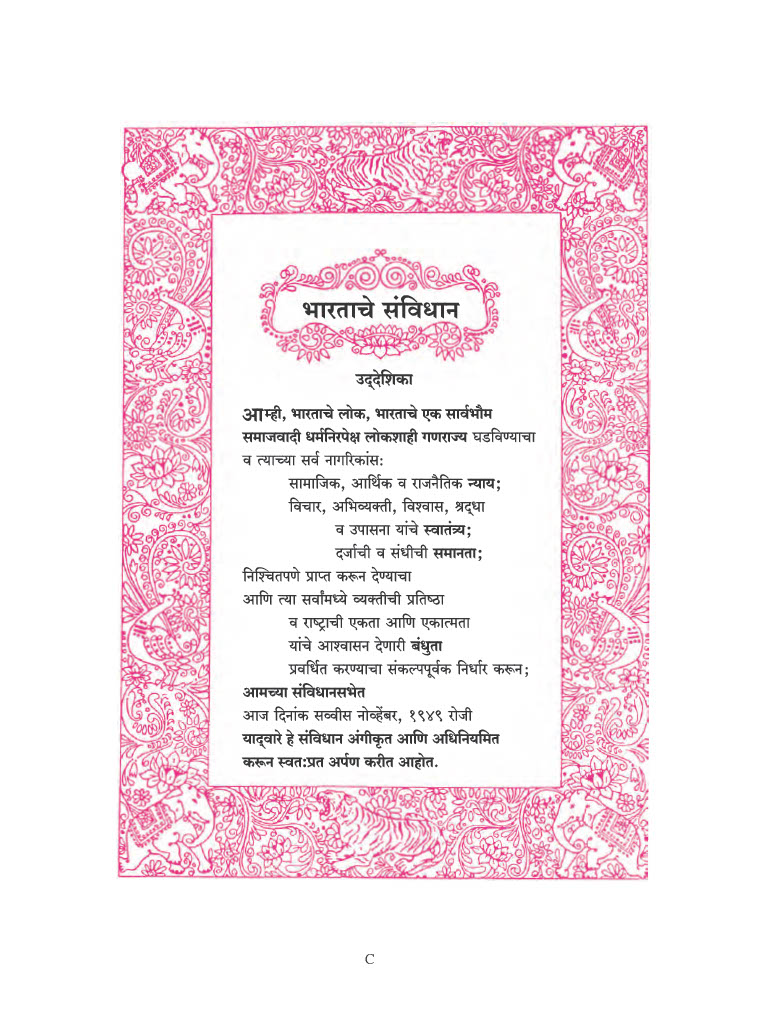 भारताचे संविधान
उद्देशिका
आम्ही, भारताचे लोक, भारताचे एक सार्वभौम
समाजवादी धर्मनिरपेक्ष लोकशाही गणराज्य घडविण्याचा
व त्याच्या सर्व नागरिकांस:
सामाजिक, आर्थिक व राजनैतिक न्याय;
विचार, अभिव्यक्ती, विश्वास, श्रद्धा
व उपासना यांचे स्वातंत्र्य;
दर्जाची व संधीची समानता;
निश्चितपणे प्राप्त करून देण्याचा
आणि त्या सर्वांमध्ये व्यक्तीची प्रतिष्ठा
व राष्ट्राची एकता आणि एकात्मता
यांचे आश्वासन देणारी बंधुता
प्रवर्धित करण्याचा संकल्पपूर्वक निर्धार करून;
आमच्या संविधानसभेत
आज दिनांक सव्वीस नोव्हेंबर, १९४९ रोजी
याद्वारे हे संविधान अंगीकृत आणि अधिनियमित
करून स्वत:प्रत अर्पण करीत आहोत.
C